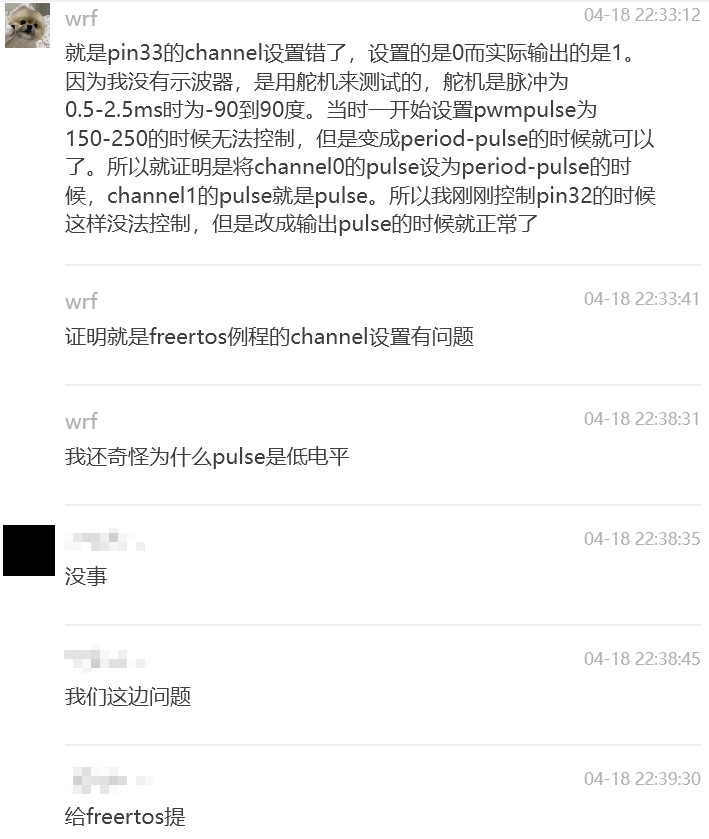 wrf
04-18 22:33:12
就是pin33的channel设置错了，设置的是0而实际输出的是1。
因为我没有示波器，是用舵机来测试的，舵机是脉冲为
0.5-2.5ms时为-90到90度。当时一开始设置pwmpulse为
150-250的时候无法控制，但是变成period-pulse的时候就可以
了。所以就证明是将channel0的pulse设为period-pulse的时
候，channel1的pulse就是pulse。所以我刚刚控制pin32的时候
这样没法控制，但是改成输出pulse的时候就正常了
wrf
04-18 22:33:41
证明就是freertos例程的channel设置有问题
wrf
04-18 22:38:31
我还奇怪为什么pulse是低电平
04-18 22:38:35
没事
04-18 22:38:45
我们这边问题
04-18 22:39:30
给freertos提